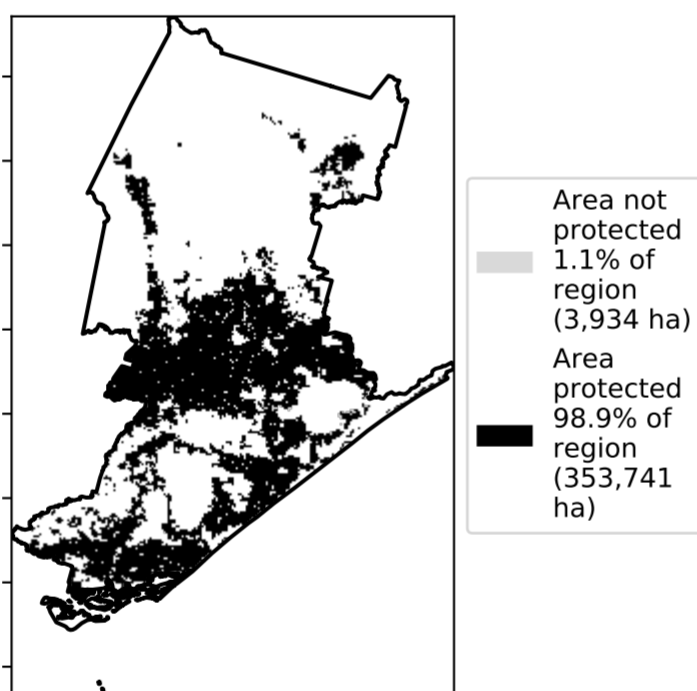 Area not
protected
1.1% of
region
(3,934 ha)
Area
protected
98.9% of
region
(353,741
ha)